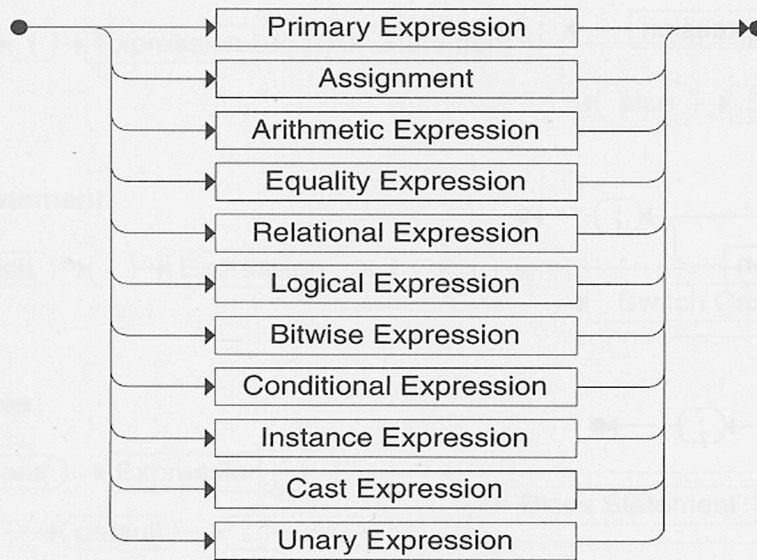 Primary Expression
Assignment
Arithmetic Expression
Equality Expression
Relational Expression
Logical Expression
Bitwise Expression
Conditional Expression
Instance Expression
Cast Expression
Unary Expression